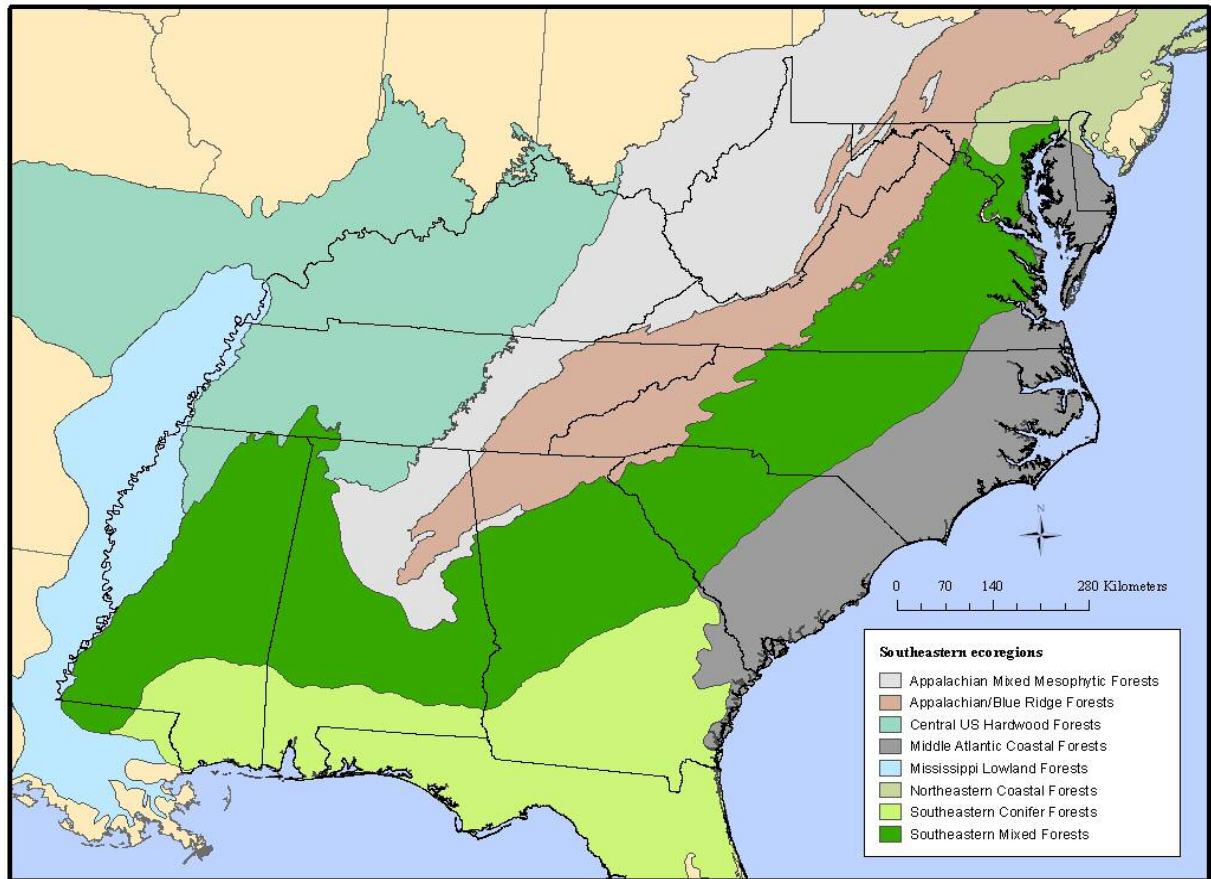 N
0 70 140 280 Kilometers
Southeastern ecoregions
Appalachian Mixed Mesophytic Forests
Appalachian/Blue Ridge Forests
Central US Hardwood Forests
Middle Atlantic Coastal Forests
Mississippi Lowland Forests
Northeastern Coastal Forests
Southeastern Conifer Forests
Southeastern Mixed Forests